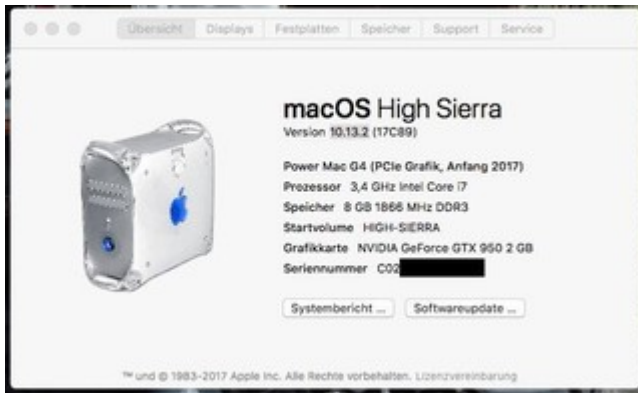 Übersicht Displays Festplatten Speicher Support Service
macOS High Sierra
Version 10.13.2 (17C89)
Power Mac G4 (PCIe Grafik, Anfang 2017)
Prozessor 3,4 GHz Intel Core i7
Speicher 8 GB 1866 MHz DDR3
Startvolume HIGH-SIERRA
Grafikkarte NVIDIA GeForce GTX 950 2 GB
Seriennummer C02
Systembericht ... Softwareupdate ...
™ und © 1983-2017 Apple Inc. Alle Rechte vorbehalten. Lizenzvereinbarung